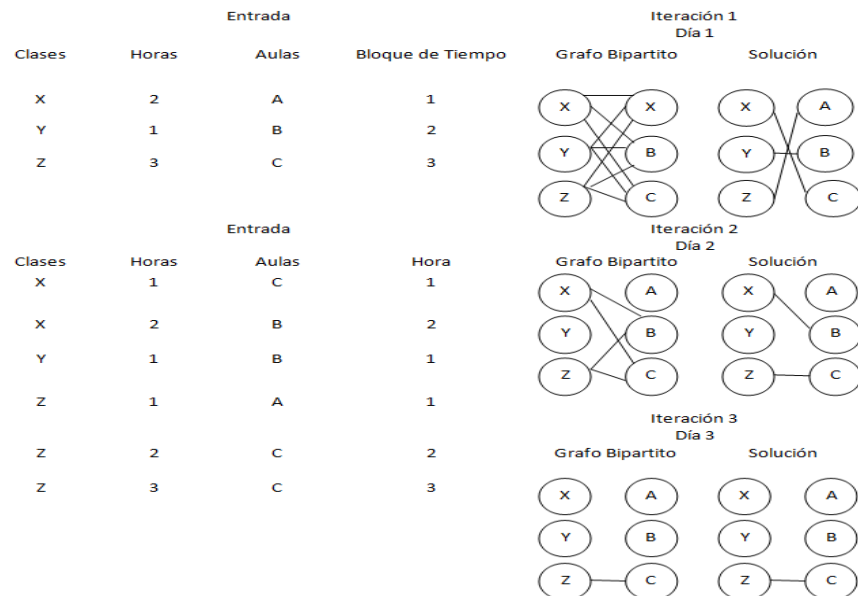 Entrada
Clases Horas Aulas Bloque de Tiempo
X 2 A 1
Y 1 B 2
Z 3 C 3
Iteración 1
Día 1
Grafo Bipartito Solución
X X X A
Y B Y B
Z C Z C
Entrada
Clases Horas Aulas Hora
X 1 C 1
X 2 B 2
Y 1 B 1
Z 1 A 1
Z 2 C 2
Z 3 C 3
Iteración 2
Día 2
Grafo Bipartito Solución
X A X A
Y B Y B
Z C Z C
Iteración 3
Día 3
Grafo Bipartito Solución
X A X A
Y B Y B
Z C Z C